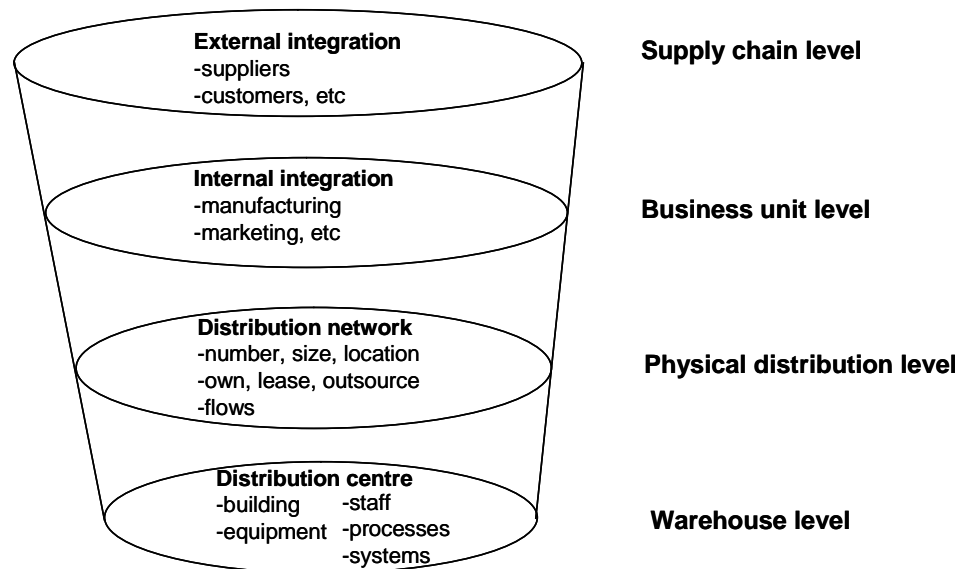 External integration
-suppliers
-customers, etc
Supply chain level
Internal integration
-manufacturing
-marketing, etc
Business unit level
Distribution network
-number, size, location
-own, lease, outsource
-flows
Physical distribution level
Distribution centre
-building
-equipment
-staff
-processes
-systems
Warehouse level